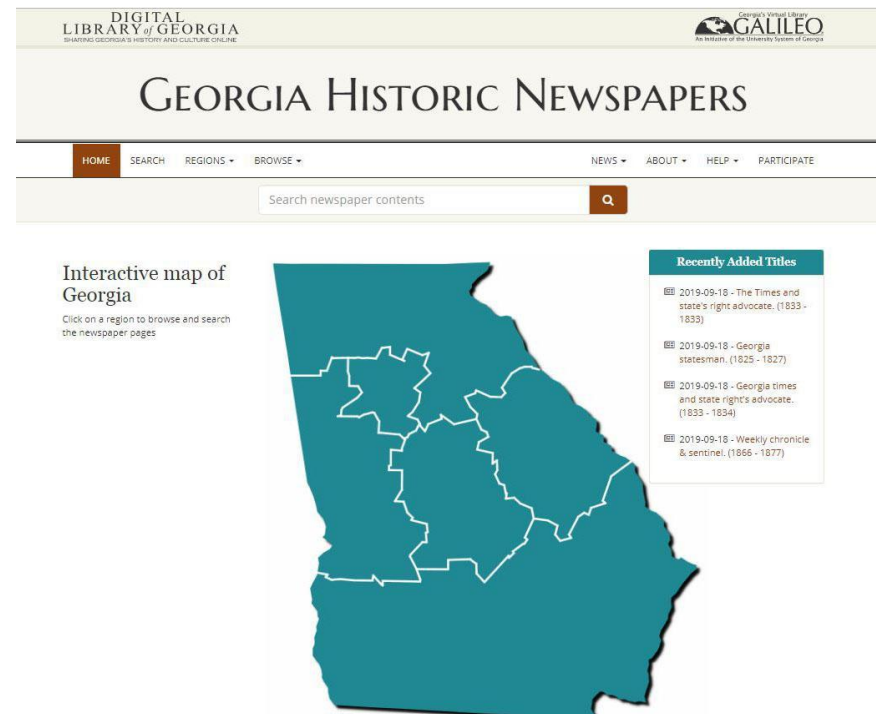 DIGITAL
LIBRARY of GEORGIA
SHARING GEORGIA'S HISTORY AND CULTURE ONLINE
Georgia's Virtual Library
GALILEO
An Initiative of the University System of Georgia
GEORGIA HISTORIC NEWSPAPERS
HOME SEARCH REGIONS BROWSE NEWS ABOUT HELP PARTICIPATE
Search newspaper contents
Interactive map of
Georgia
Click on a region to browse and search
the newspaper pages
Recently Added Titles
2019-09-18 - The Times and
state's right advocate. (1833 -
1833)
2019-09-18 - Georgia
statesman. (1825 - 1827)
2019-09-18 - Georgia times
and state right's advocate.
(1833 - 1834)
2019-09-18 - Weekly chronicle
& sentinel. (1866 - 1877)